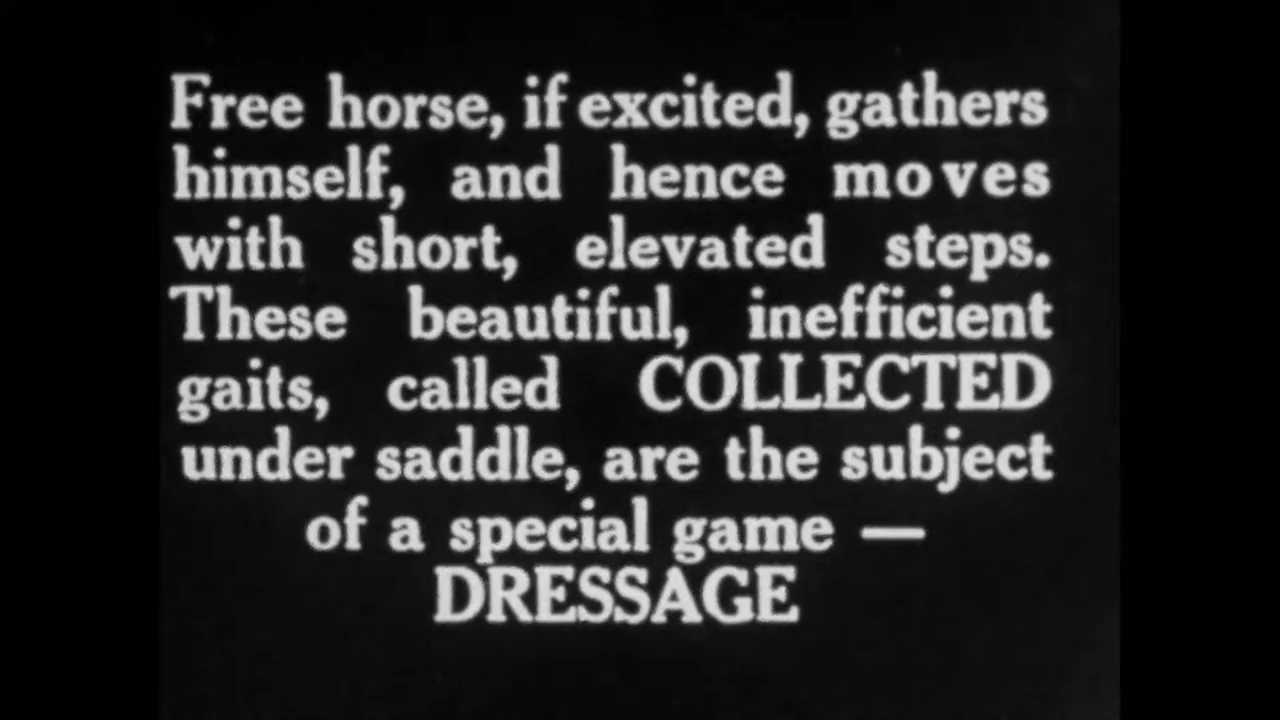 Free horse, if excited, gathers
himself, and hence moves
with short, elevated steps.
These beautiful, inefficient
gaits, called COLLECTED
under saddle, are the subject
of a special game —
DRESSAGE